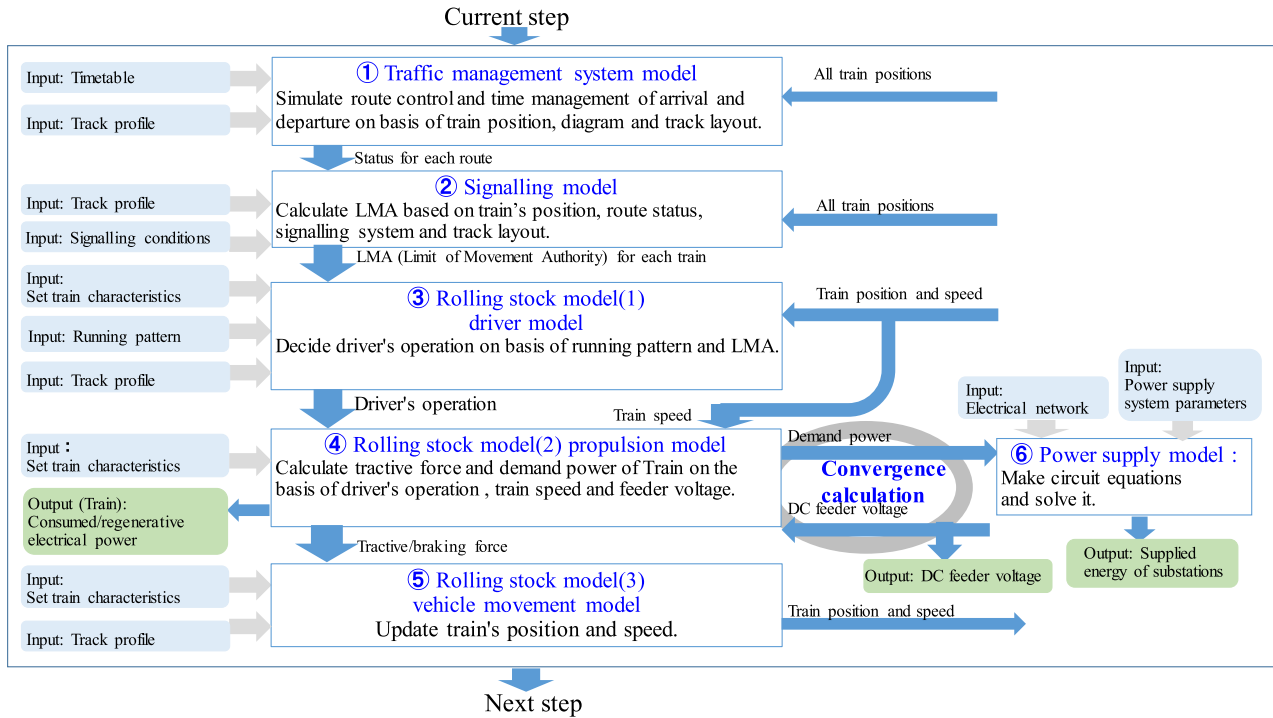 Current step
Input: Timetable
Input: Track profile
① Traffic management system model
Simulate route control and time management of arrival and
departure on basis of train position, diagram and track layout.
All train positions
Status for each route
Input: Track profile
Input: Signalling conditions
② Signalling model
Calculate LMA based on train's position, route status,
signalling system and track layout.
All train positions
LMA (Limit of Movement Authority) for each train
Input:
Set train characteristics
Input: Running pattern
Input: Track profile
③ Rolling stock model(1)
driver model
Decide driver's operation on basis of running pattern and LMA.
Train position and speed
Driver's operation
Train speed
Input:
Electrical network
Input:
Power supply
system parameters
Input：
Set train characteristics
Output (Train):
Consumed/regenerative
electrical power
④ Rolling stock model(2) propulsion model
Calculate tractive force and demand power of Train on the
basis of driver's operation , train speed and feeder voltage.
Demand power
Convergence
calculation
DC feeder voltage
⑥ Power supply model :
Make circuit equations
and solve it.
Output: DC feeder voltage
Output: Supplied
energy of substations
Tractive/braking force
Input:
Set train characteristics
Input: Track profile
⑤ Rolling stock model(3)
vehicle movement model
Update train's position and speed.
Train position and speed
Next step